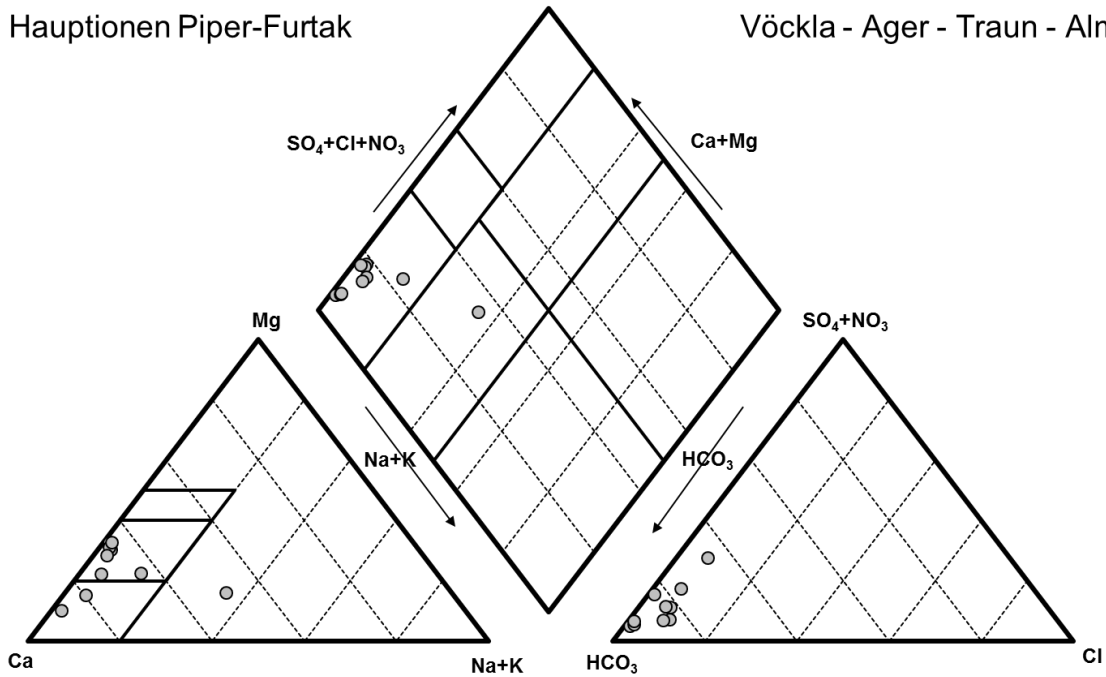 Hauptionen Piper-Furtak
Vöckla - Ager - Traun - Alm
SO₄+Cl+NO₃
Ca+Mg
Mg
SO₄+NO₃
Na+K
HCO₃
Ca
Na+K
HCO₃
Cl